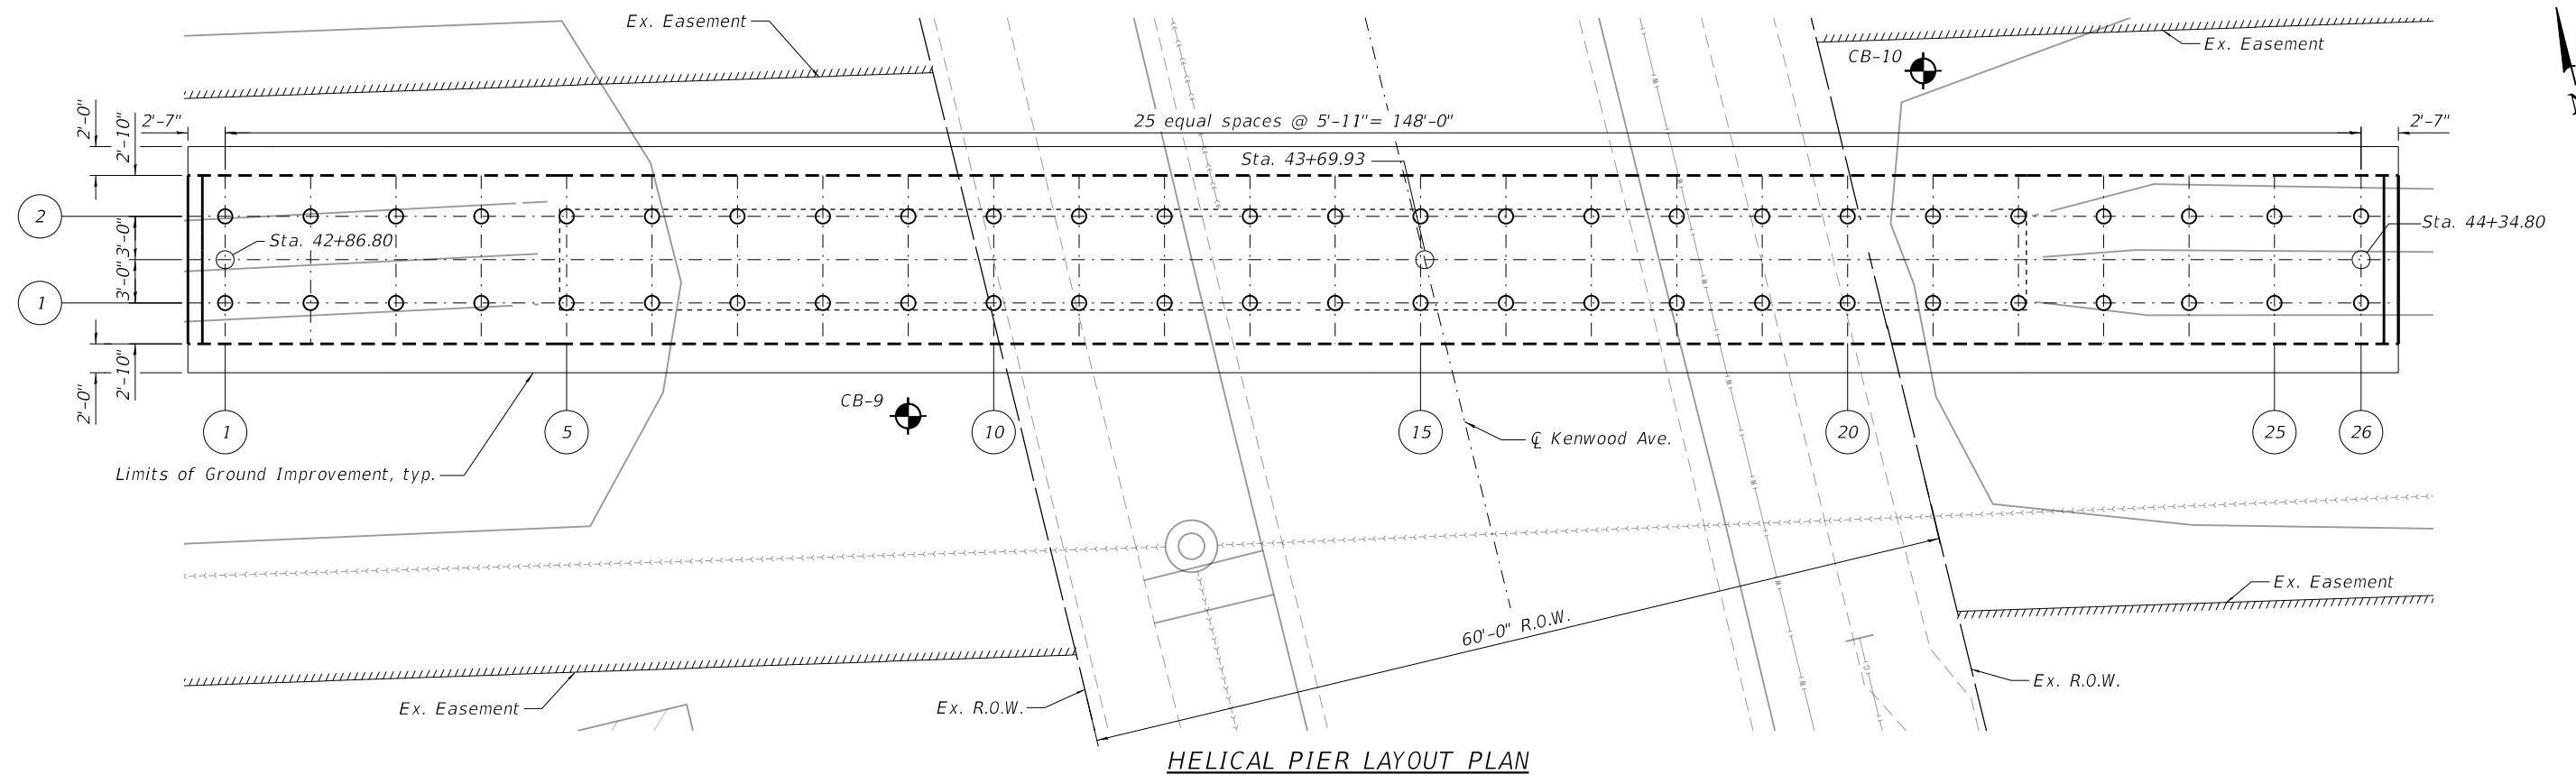 Ex. Easement
CB-10
Ex. Easement
2'-0"
2'-10"
2'-7"
25 equal spaces @ 5'-11"= 148'-0"
2'-7"
Sta. 43+69.93
2
Sta. 42+86.80
Sta. 44+34.80
3'-0"
3'-0"
1
2'-10"
2'-0"
CB-9
1
5
10
15
20
25
26
℄ Kenwood Ave.
Limits of Ground Improvement, typ.
Ex. Easement
60'-0" R.O.W.
Ex. R.O.W.
Ex. Easement
Ex. R.O.W.
HELICAL PIER LAYOUT PLAN